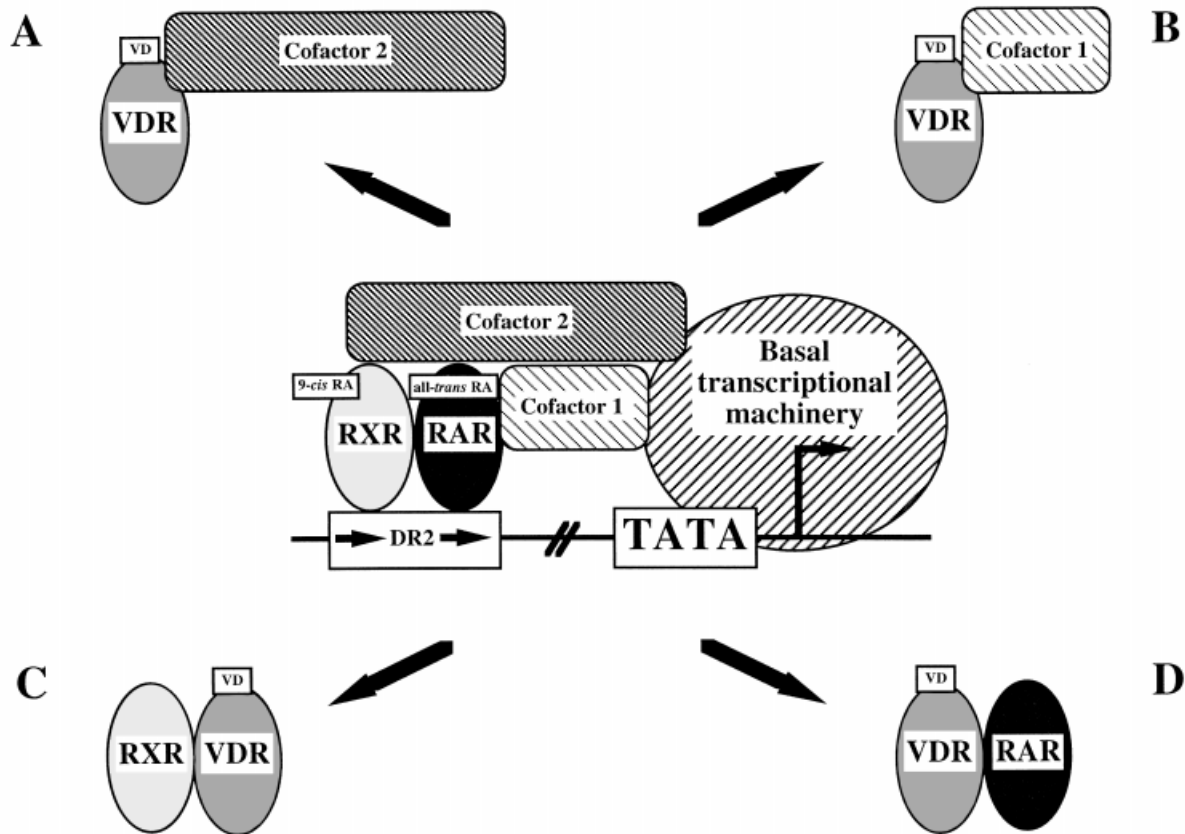 A
VD
Cofactor 2
VDR
VD
Cofactor 1
VDR
B
Cofactor 2
Basal
transcriptional
machinery
9-cis RA
all-trans RA
Cofactor 1
RXR
RAR
DR2
TATA
C
VD
RXR
VDR
VD
VDR
RAR
D